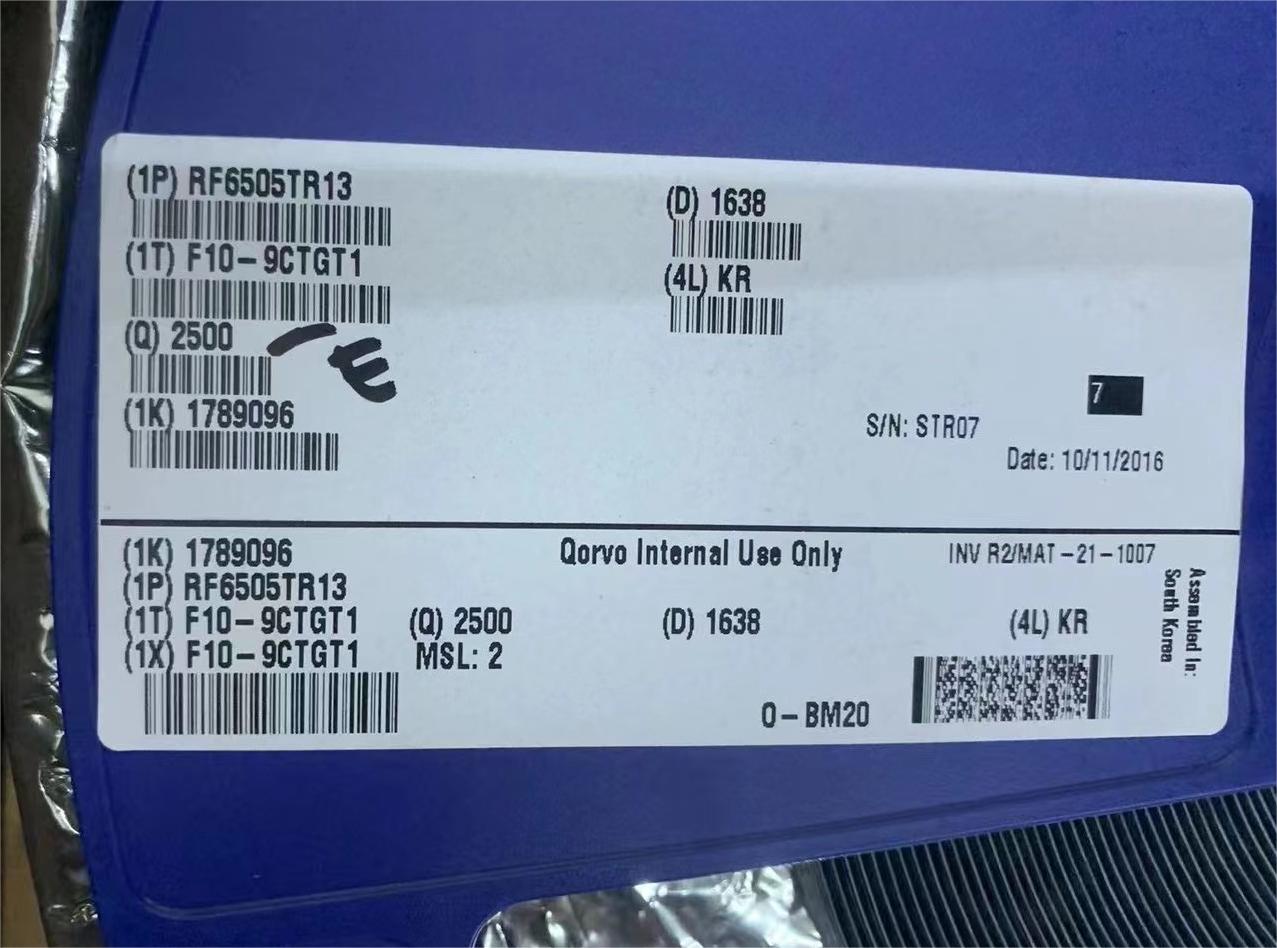 (1P) RF6505TR13
(D) 1638
(1T) F10-9CTGT1
(4L) KR
(Q) 2500
(1K) 1789096
7
S/N: STR07
Date: 10/11/2016
(1K) 1789096
Qorvo Internal Use Only
INV R2/MAT-21-1007
(1P) RF6505TR13
(1T) F10-9CTGT1
(Q) 2500
(D) 1638
(4L) KR
(1X) F10-9CTGT1
MSL: 2
O-BM20
Assembled In:
South Korea